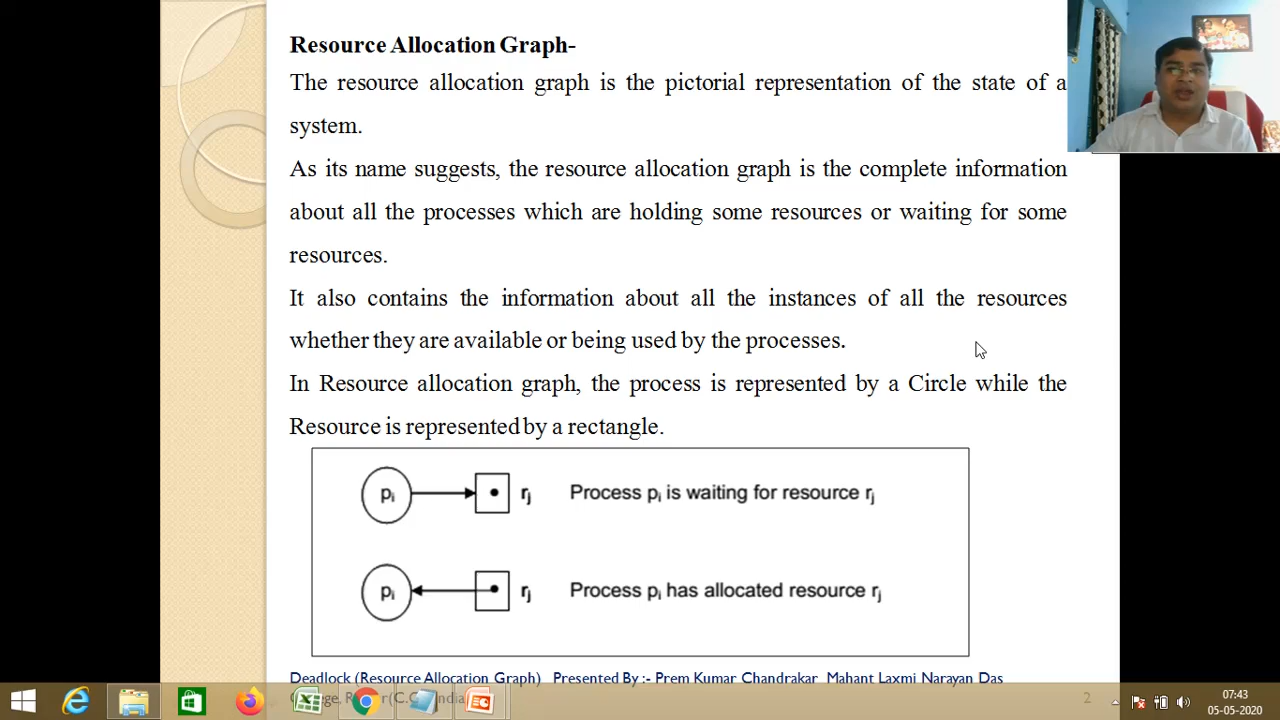 Resource Allocation Graph-
The resource allocation graph is the pictorial representation of the state of a
system.
As its name suggests, the resource allocation graph is the complete information
about all the processes which are holding some resources or waiting for some
resources.
It also contains the information about all the instances of all the resources
whether they are available or being used by the processes.
In Resource allocation graph, the process is represented by a Circle while the
Resource is represented by a rectangle.
pi rj Process pi is waiting for resource rj
pi rj Process pi has allocated resource rj
Deadlock (Resource Allocation Graph) Presented By :- Prem Kumar Chandrakar Mahant Laxmi Narayan Das
2
07:43
05-05-2020